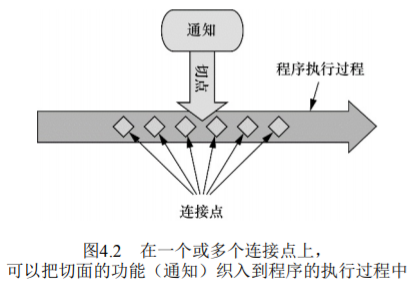 通知
切点
程序执行过程
连接点
图4.2 在一个或多个连接点上，
可以把切面的功能（通知）织入到程序的执行过程中